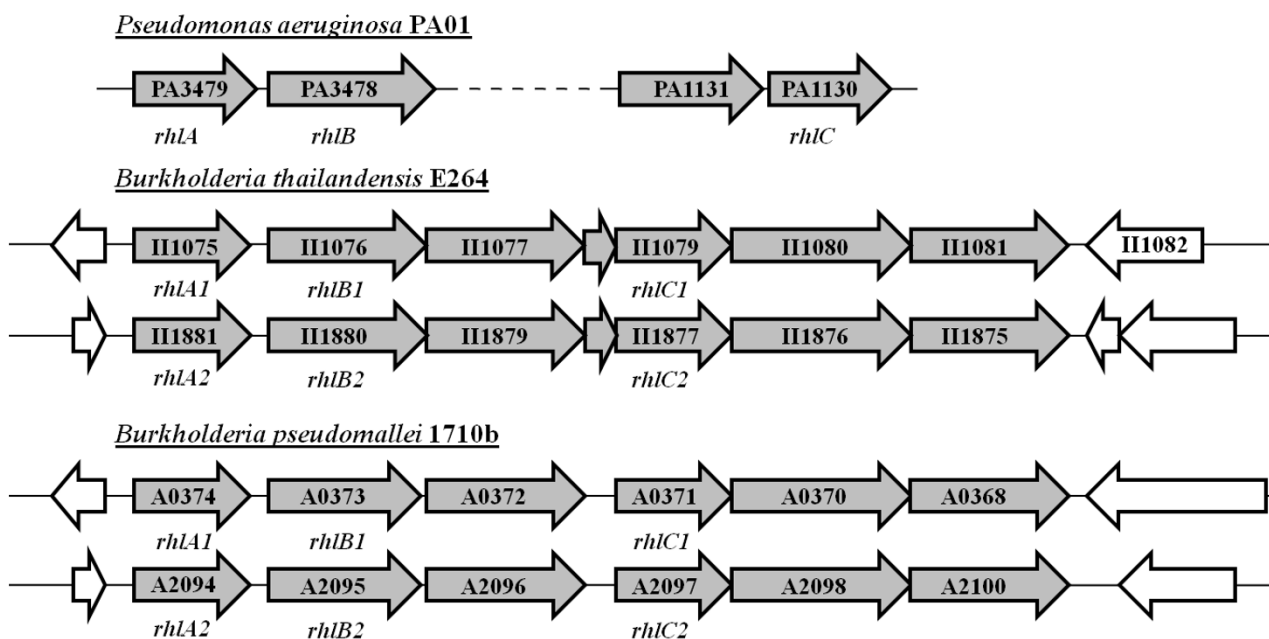 Pseudomonas aeruginosa PA01
PA3479 PA3478 PA1131 PA1130
rhlA rhlB rhlC
Burkholderia thailandensis E264
II1075 II1076 II1077 II1079 II1080 II1081 II1082
rhlA1 rhlB1 rhlC1
II1881 II1880 II1879 II1877 II1876 II1875
rhlA2 rhlB2 rhlC2
Burkholderia pseudomallei 1710b
A0374 A0373 A0372 A0371 A0370 A0368
rhlA1 rhlB1 rhlC1
A2094 A2095 A2096 A2097 A2098 A2100
rhlA2 rhlB2 rhlC2